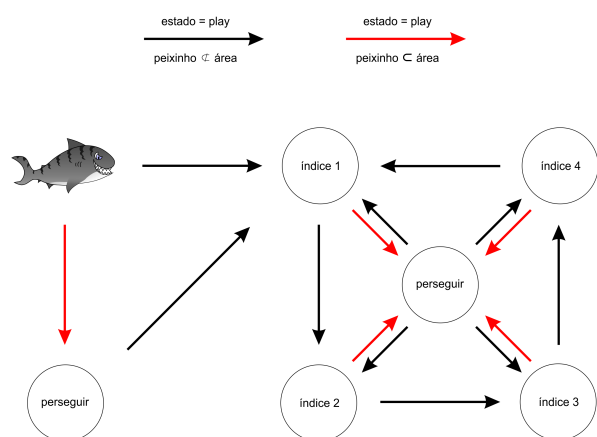 estado = play
peixinho ⊄ área
estado = play
peixinho ⊂ área
índice 1
índice 4
perseguir
perseguir
índice 2
índice 3